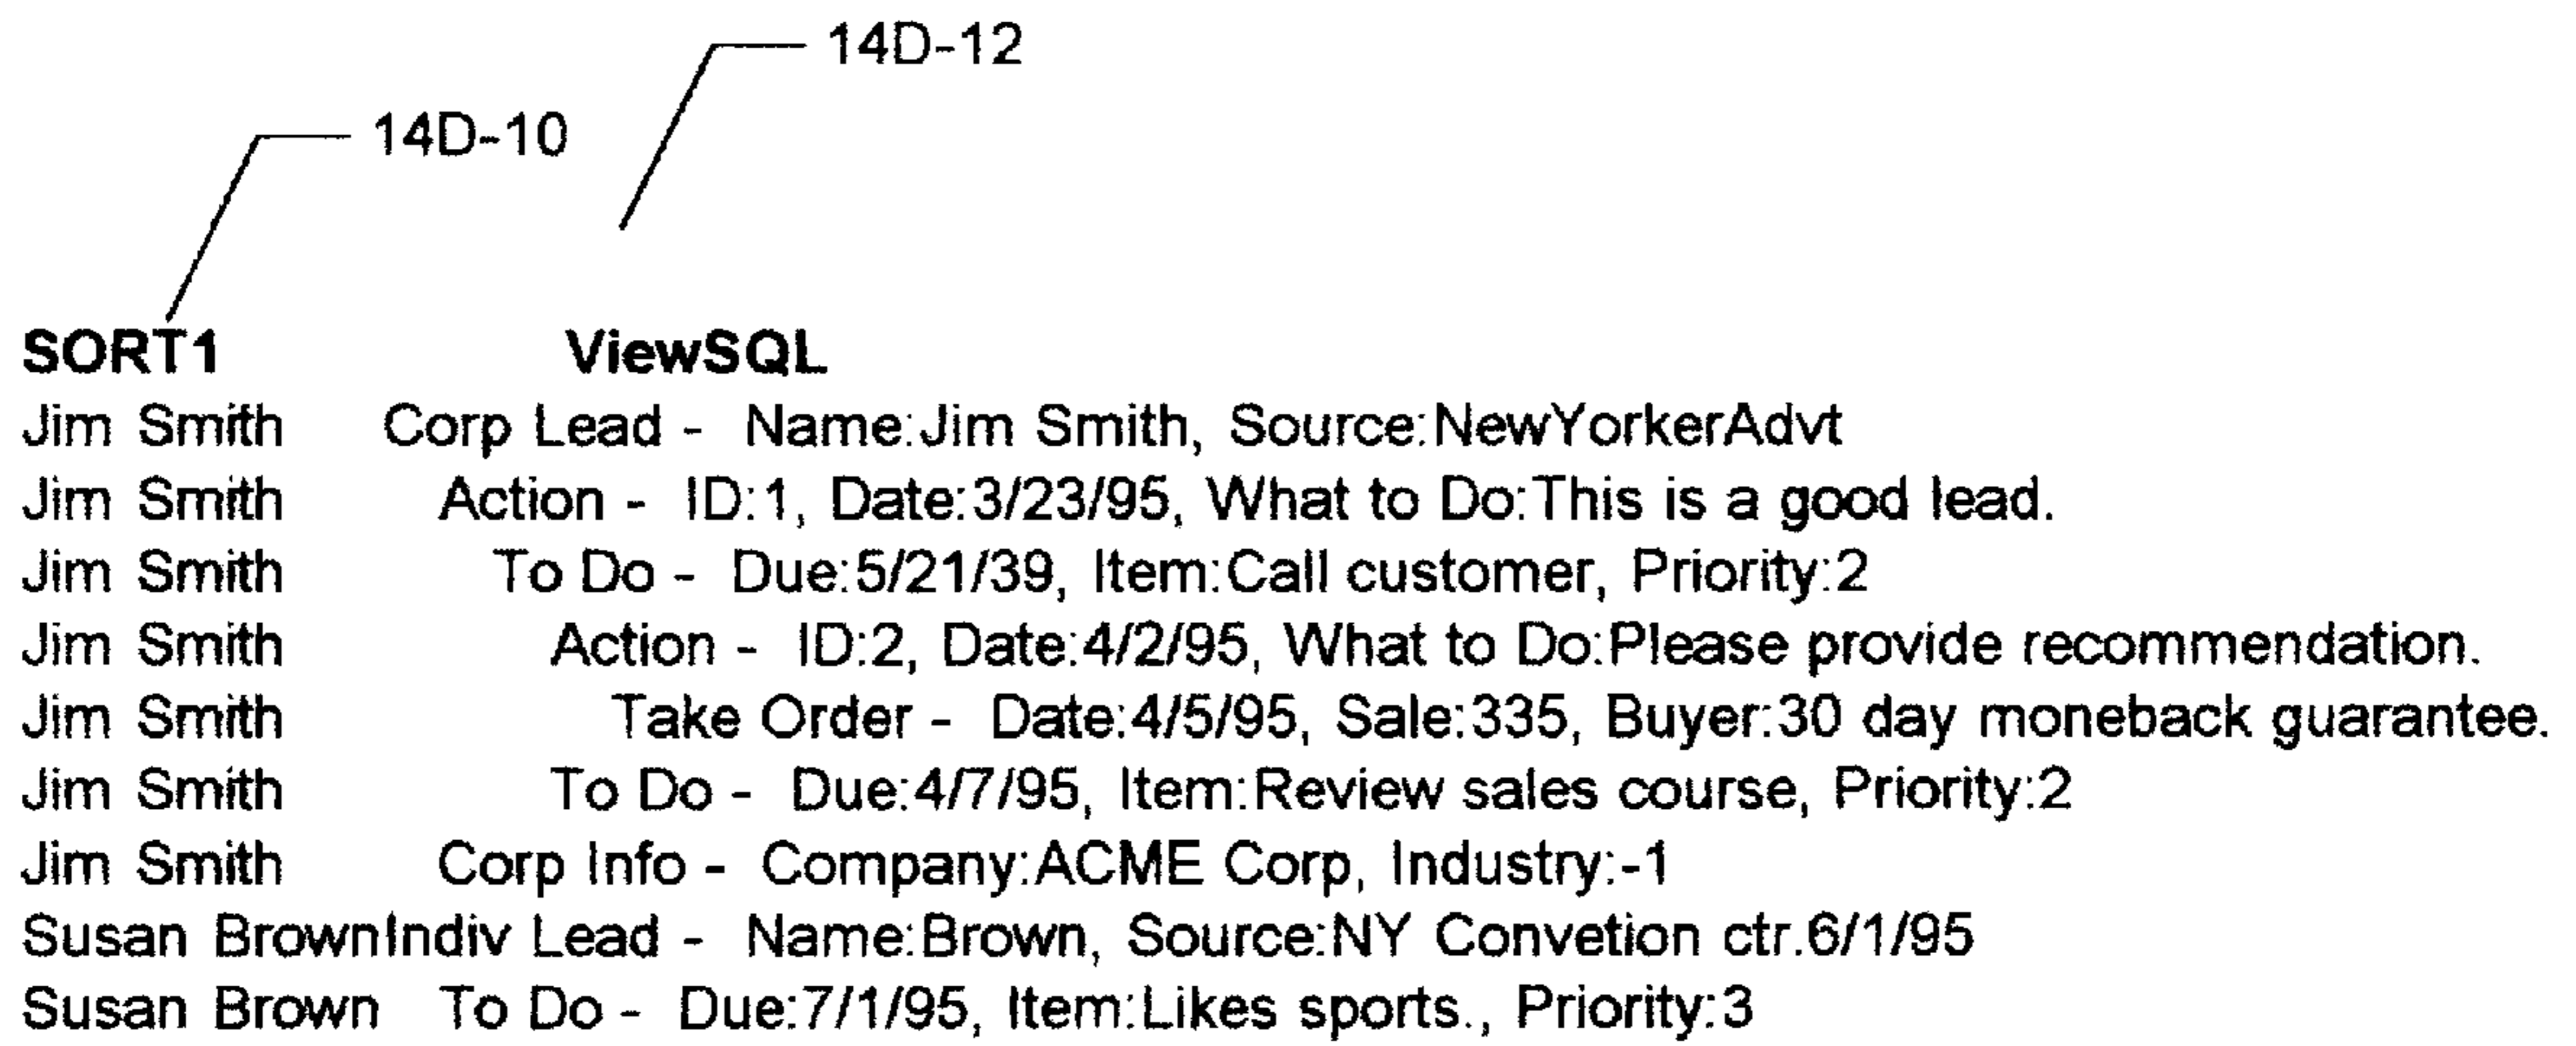 14D-12
14D-10
SORT1 ViewSQL
Jim Smith Corp Lead - Name:Jim Smith, Source:NewYorkerAdvt
Jim Smith Action - ID:1, Date:3/23/95, What to Do:This is a good lead.
Jim Smith To Do - Due:5/21/39, Item:Call customer, Priority:2
Jim Smith Action - ID:2, Date:4/2/95, What to Do:Please provide recommendation.
Jim Smith Take Order - Date:4/5/95, Sale:335, Buyer:30 day moneback guarantee.
Jim Smith To Do - Due:4/7/95, Item:Review sales course, Priority:2
Jim Smith Corp Info - Company:ACME Corp, Industry:-1
Susan BrownIndiv Lead - Name:Brown, Source:NY Convetion ctr.6/1/95
Susan Brown To Do - Due:7/1/95, Item:Likes sports., Priority:3